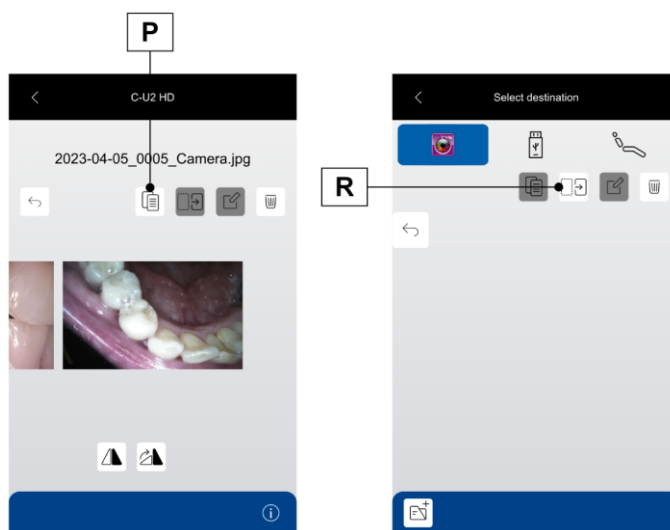 P
C-U2 HD
2023-04-05_0005_Camera.jpg
Select destination
R